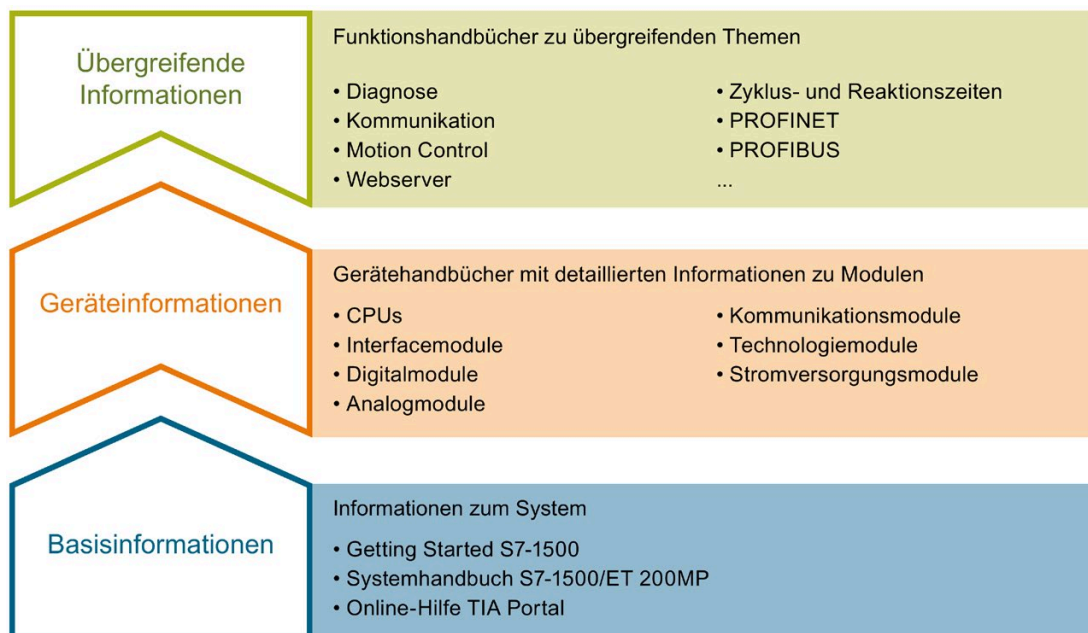 Übergreifende
Informationen
Funktionshandbücher zu übergreifenden Themen
• Diagnose
• Kommunikation
• Motion Control
• Webserver
• Zyklus- und Reaktionszeiten
• PROFINET
• PROFIBUS
...
Geräteinformationen
Gerätehandbücher mit detaillierten Informationen zu Modulen
• CPUs
• Interfacemodule
• Digitalmodule
• Analogmodule
• Kommunikationsmodule
• Technologiemodule
• Stromversorgungsmodule
Basisinformationen
Informationen zum System
• Getting Started S7-1500
• Systemhandbuch S7-1500/ET 200MP
• Online-Hilfe TIA Portal